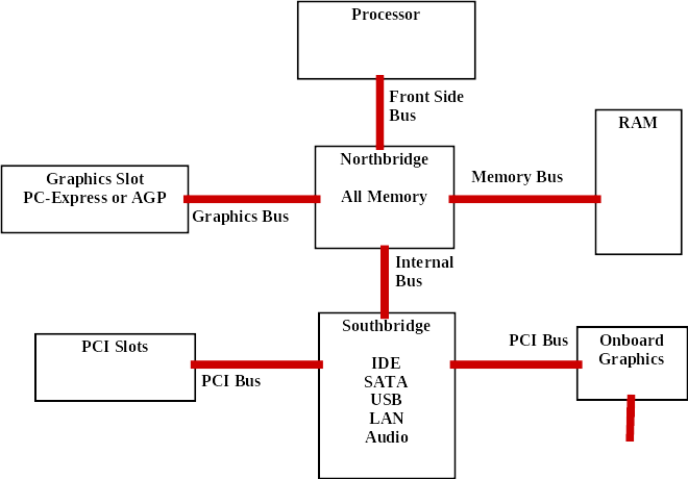 Processor
Front Side
Bus
RAM
Northbridge
All Memory
Graphics Slot
PC-Express or AGP
Memory Bus
Graphics Bus
Internal
Bus
Southbridge
IDE
SATA
USB
LAN
Audio
PCI Slots
PCI Bus
PCI Bus
Onboard
Graphics